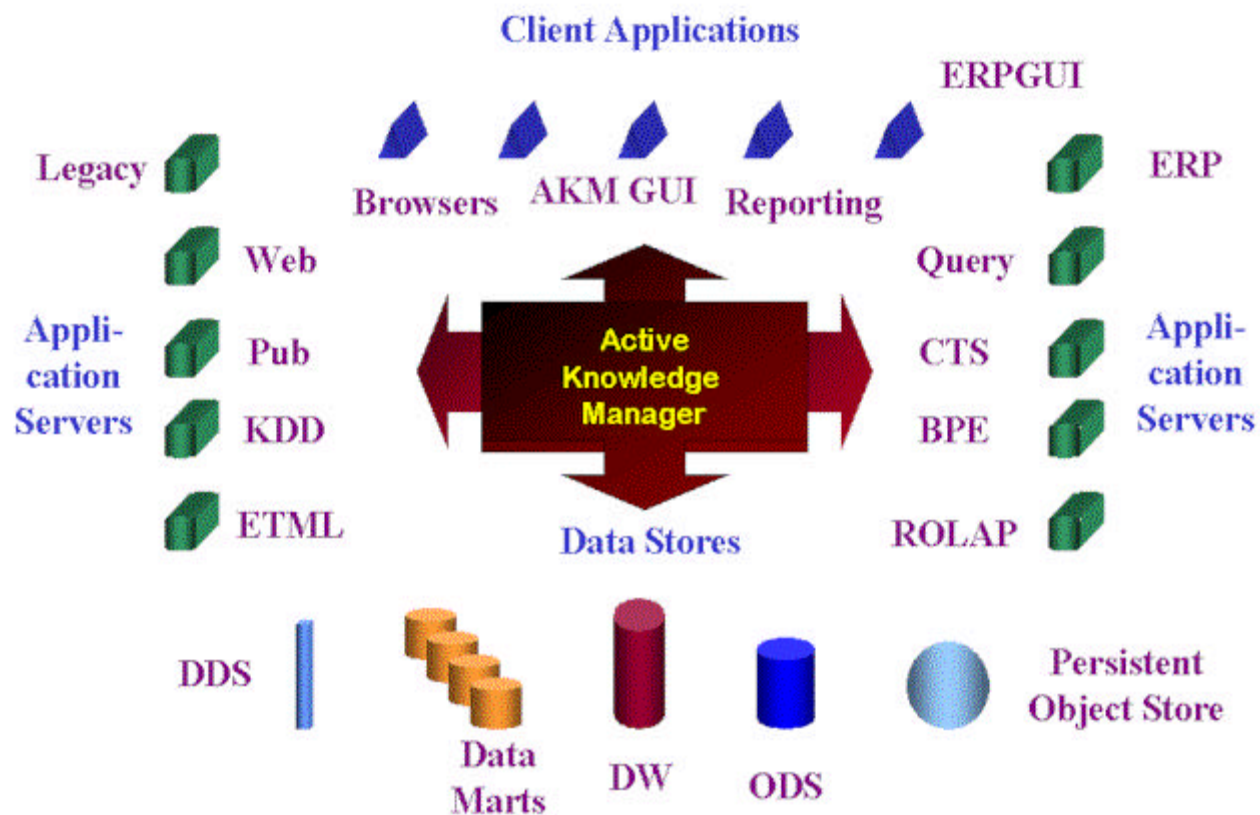 Client Applications
ERPGUI
Legacy
ERP
Browsers
AKM GUI
Reporting
Web
Query
Appli-
cation
Servers
Pub
Active
Knowledge
Manager
CTS
Appli-
cation
Servers
KDD
BPE
ETML
Data Stores
ROLAP
DDS
Persistent
Object Store
Data
Marts
DW
ODS